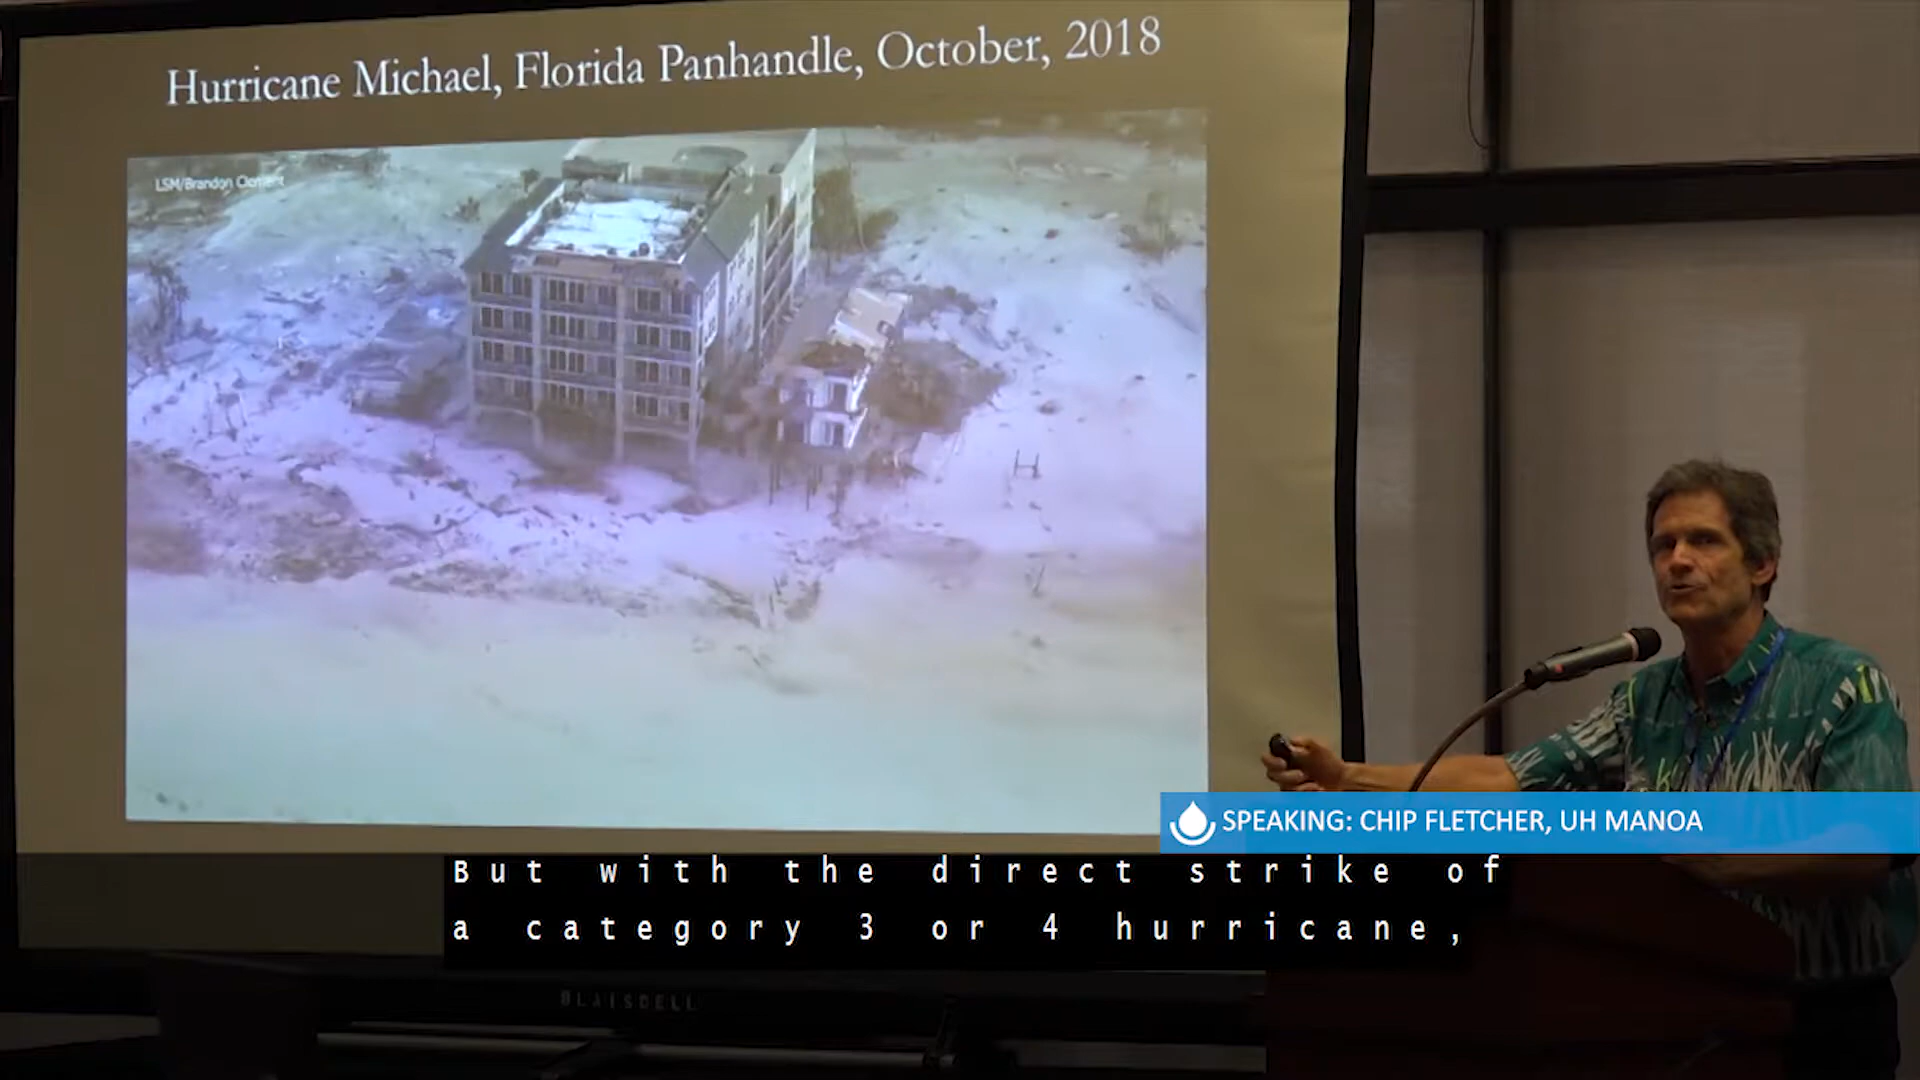 Hurricane Michael, Florida Panhandle, October, 2018
LSM/Brandon Clement
SPEAKING: CHIP FLETCHER, UH MANOA
But with the direct strike of
a category 3 or 4 hurricane,
BLAISDELL